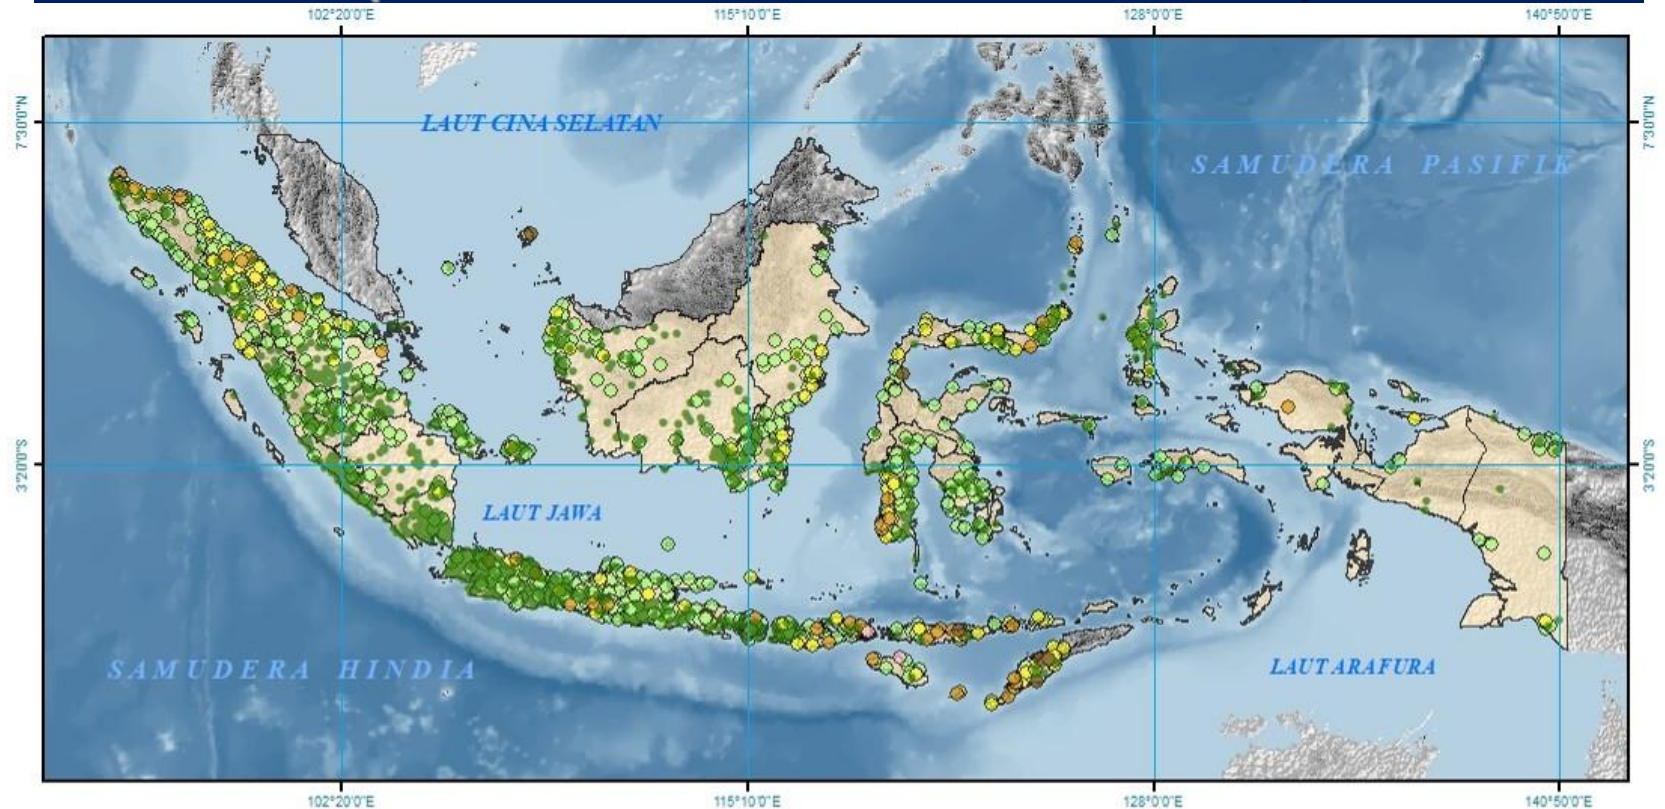 102°20'0"E 115°10'0"E 128°0'0"E 140°50'0"E
7°30'0"N 7°30'0"N
LAUT CINA SELATAN
SAMUDERA PASIFIK
3°20'0"S 3°20'0"S
LAUT JAWA
SAMUDERA HINDIA
LAUT ARAFURA
102°20'0"E 115°10'0"E 128°0'0"E 140°50'0"E